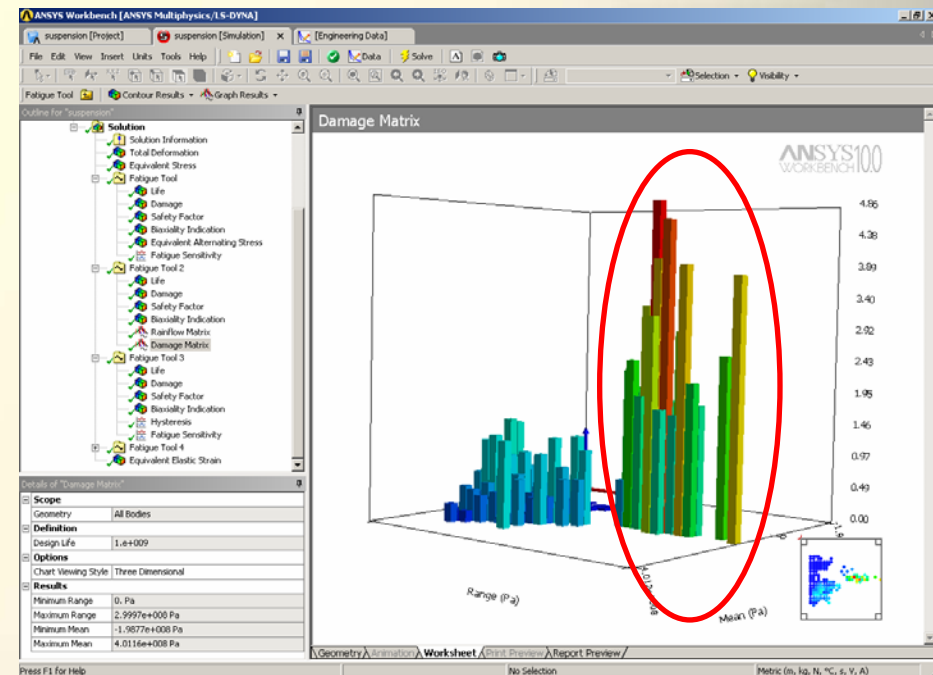 ANSYS Workbench [ANSYS Multiphysics/LS-DYNA]
suspension [Project]
suspension [Simulation]
[Engineering Data]
File Edit View Insert Units Tools Help
Data
Solve
Selection
Visibility
Fatigue Tool
Contour Results
Graph Results
Outline for "suspension"
Solution
Solution Information
Total Deformation
Equivalent Stress
Fatigue Tool
Life
Damage
Safety Factor
Biaxiality Indication
Equivalent Alternating Stress
Fatigue Sensitivity
Fatigue Tool 2
Life
Damage
Safety Factor
Biaxiality Indication
Rainflow Matrix
Damage Matrix
Fatigue Tool 3
Life
Damage
Safety Factor
Biaxiality Indication
Hysteresis
Fatigue Sensitivity
Fatigue Tool 4
Equivalent Elastic Strain
Details of "Damage Matrix"
Scope
Geometry All Bodies
Definition
Design Life 1.e+009
Options
Chart Viewing Style Three Dimensional
Results
Minimum Range 0. Pa
Maximum Range 2.9997e+008 Pa
Minimum Mean -1.9877e+008 Pa
Maximum Mean 4.0116e+008 Pa
Damage Matrix
ANSYS 10.0
WORKBENCH
4.86
4.38
3.89
3.40
2.92
2.43
1.95
1.46
0.97
0.49
0.00
Range (Pa)
Mean (Pa)
Geometry Animation Worksheet Print Preview Report Preview
Press F1 for Help
No Selection
Metric (m, kg, N, °C, s, V, A)